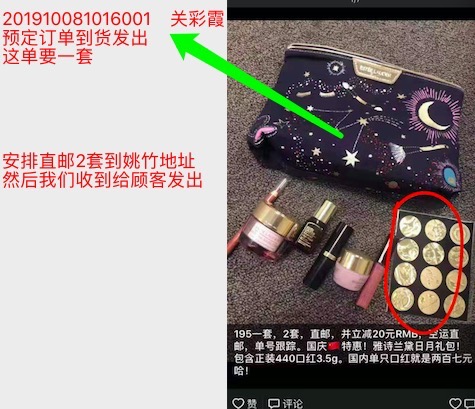 201910081016001 关彩霞
预定订单到货发出
这单要一套
安排直邮2套到姚竹地址
然后我们收到给顾客发出
ESTEE LAUDER
195一套，2套，直邮，并立减20元RMB，空运直
邮，单号跟踪。国庆🇨🇳特惠！雅诗兰黛日月礼包！
包含正装440口红3.5g。国内单只口红就是两百七元
哈！
赞 评论